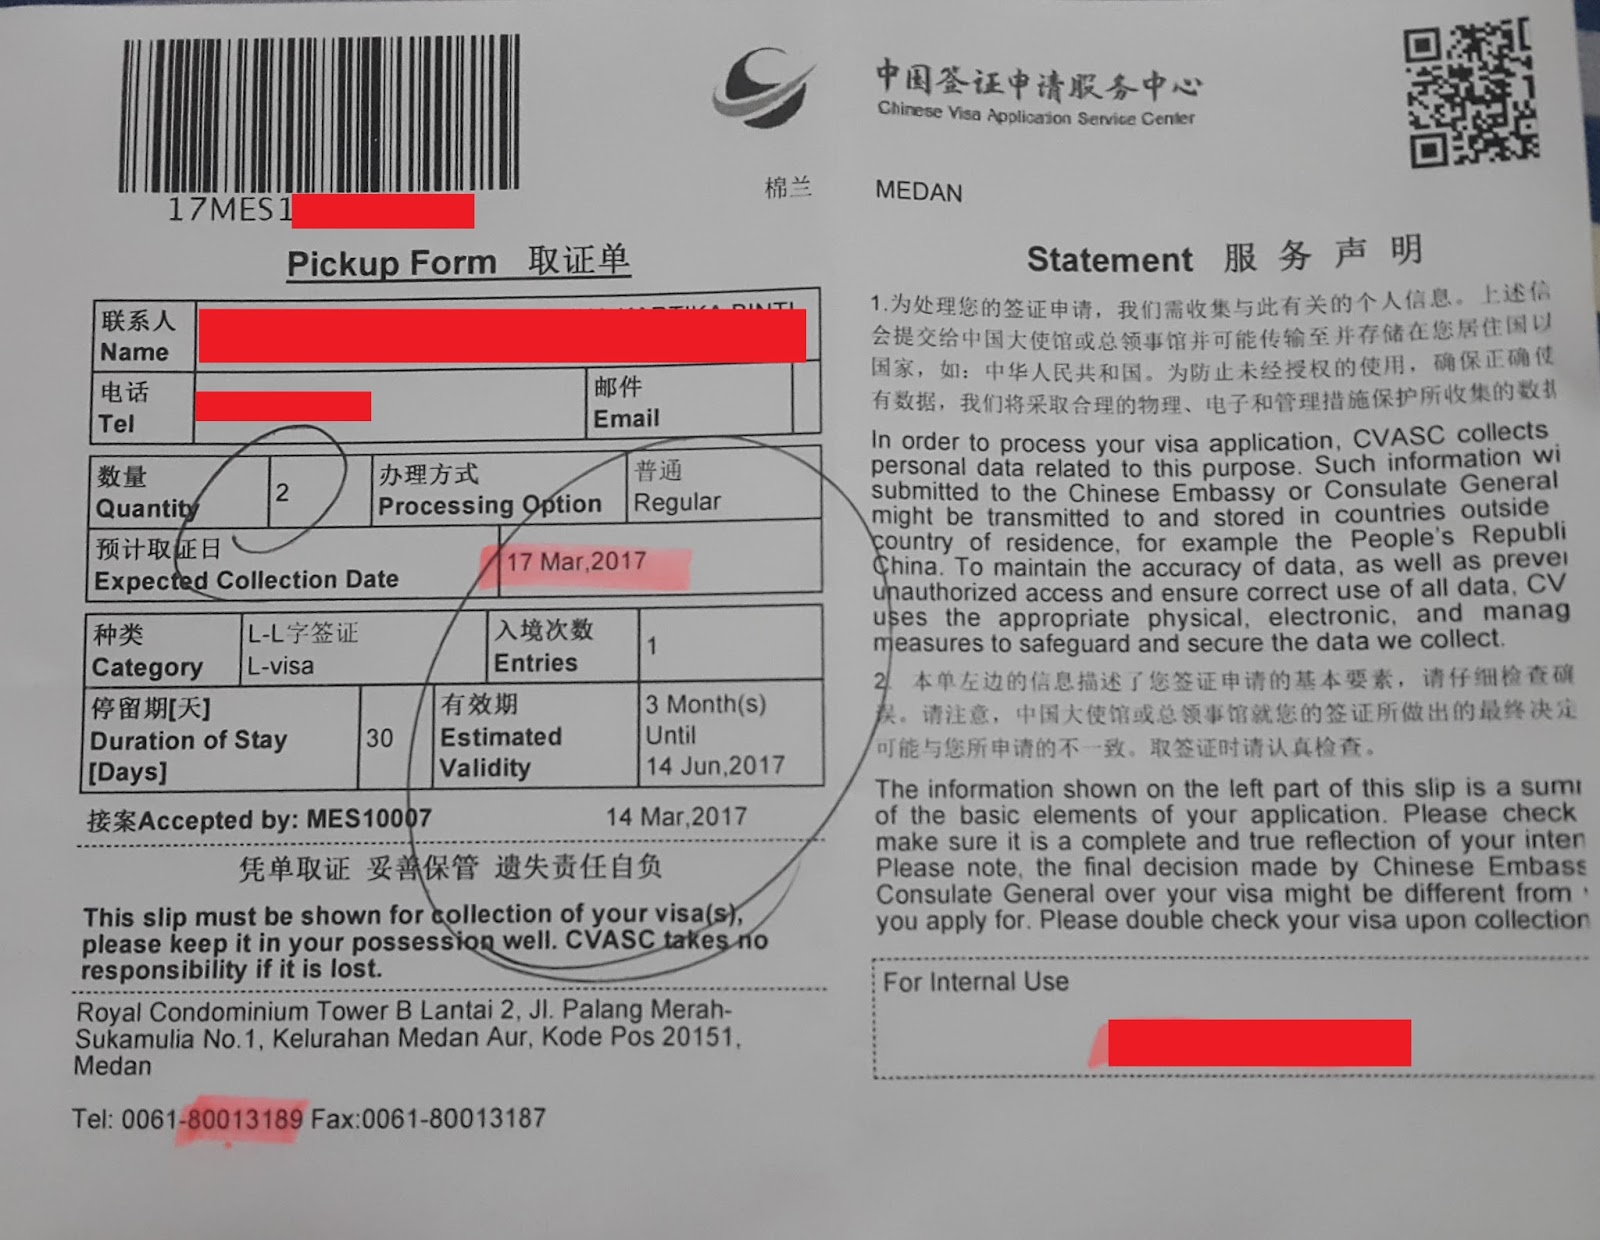 17MES1
中国签证申请服务中心
Chinese Visa Application Service Center
棉兰 MEDAN
Pickup Form 取证单
联系人
Name
电话
Tel
邮件
Email
数量
Quantity
2
办理方式
Processing Option
普通
Regular
预计取证日
Expected Collection Date
17 Mar,2017
种类
Category
L-L字签证
L-visa
入境次数
Entries
1
停留期[天]
Duration of Stay
[Days]
30
有效期
Estimated
Validity
3 Month(s)
Until
14 Jun,2017
接案Accepted by: MES10007 14 Mar,2017
凭单取证 妥善保管 遗失责任自负
This slip must be shown for collection of your visa(s),
please keep it in your possession well. CVASC takes no
responsibility if it is lost.
Royal Condominium Tower B Lantai 2, Jl. Palang Merah-
Sukamulia No.1, Kelurahan Medan Aur, Kode Pos 20151,
Medan
Tel: 0061-80013189 Fax:0061-80013187
Statement 服务声明
1.为处理您的签证申请，我们需收集与此有关的个人信息。上述信
会提交给中国大使馆或总领事馆并可能传输至并存储在您居住国以
国家，如：中华人民共和国。为防止未经授权的使用，确保正确使
有数据，我们将采取合理的物理、电子和管理措施保护所收集的数据
In order to process your visa application, CVASC collects
personal data related to this purpose. Such information wi
submitted to the Chinese Embassy or Consulate General
might be transmitted to and stored in countries outside
country of residence, for example the People's Republi
China. To maintain the accuracy of data, as well as preve
unauthorized access and ensure correct use of all data, CV
uses the appropriate physical, electronic, and manag
measures to safeguard and secure the data we collect.
2. 本单左边的信息描述了您签证申请的基本要素，请仔细检查确
误。请注意，中国大使馆或总领事馆就您的签证所做出的最终决定
可能与您所申请的不一致。取签证时请认真检查。
The information shown on the left part of this slip is a sum
of the basic elements of your application. Please check
make sure it is a complete and true reflection of your inten
Please note, the final decision made by Chinese Embass
Consulate General over your visa might be different from
you apply for. Please double check your visa upon collection
For Internal Use